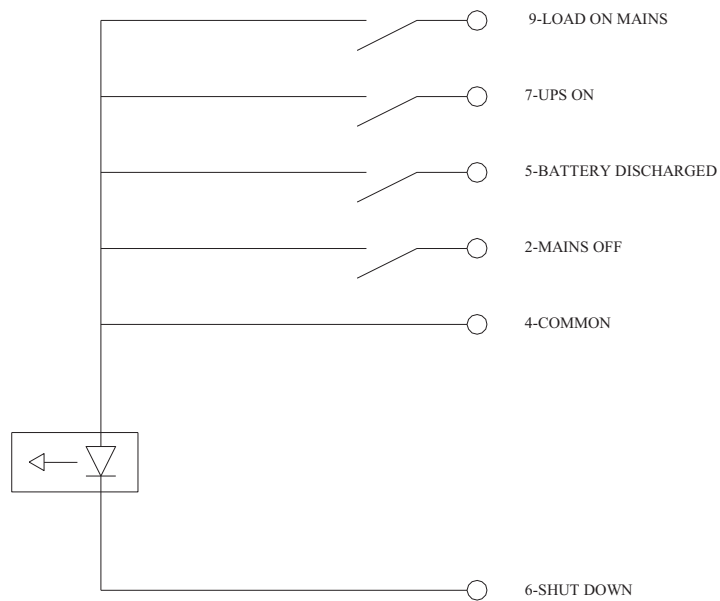 9-LOAD ON MAINS
7-UPS ON
5-BATTERY DISCHARGED
2-MAINS OFF
4-COMMON
6-SHUT DOWN